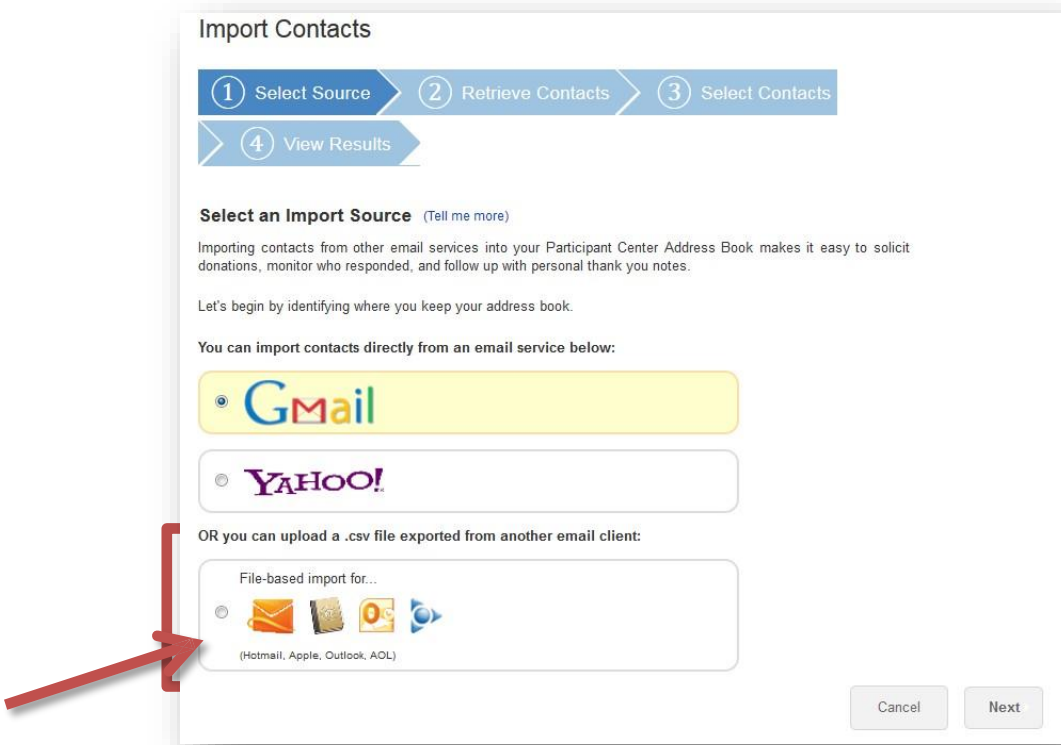 Import Contacts
1 Select Source 2 Retrieve Contacts 3 Select Contacts
4 View Results
Select an Import Source (Tell me more)
Importing contacts from other email services into your Participant Center Address Book makes it easy to solicit
donations, monitor who responded, and follow up with personal thank you notes.
Let's begin by identifying where you keep your address book.
You can import contacts directly from an email service below:
Gmail
YAHOO!
OR you can upload a .csv file exported from another email client:
File-based import for...
(Hotmail, Apple, Outlook, AOL)
Cancel Next